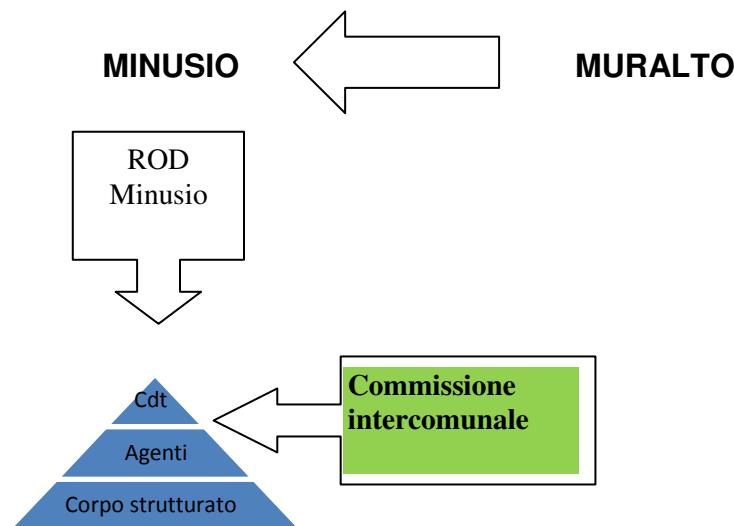 MINUSIO
MURALTO
ROD
Minusio
Commissione
intercomunale
Cdt
Agenti
Corpo strutturato